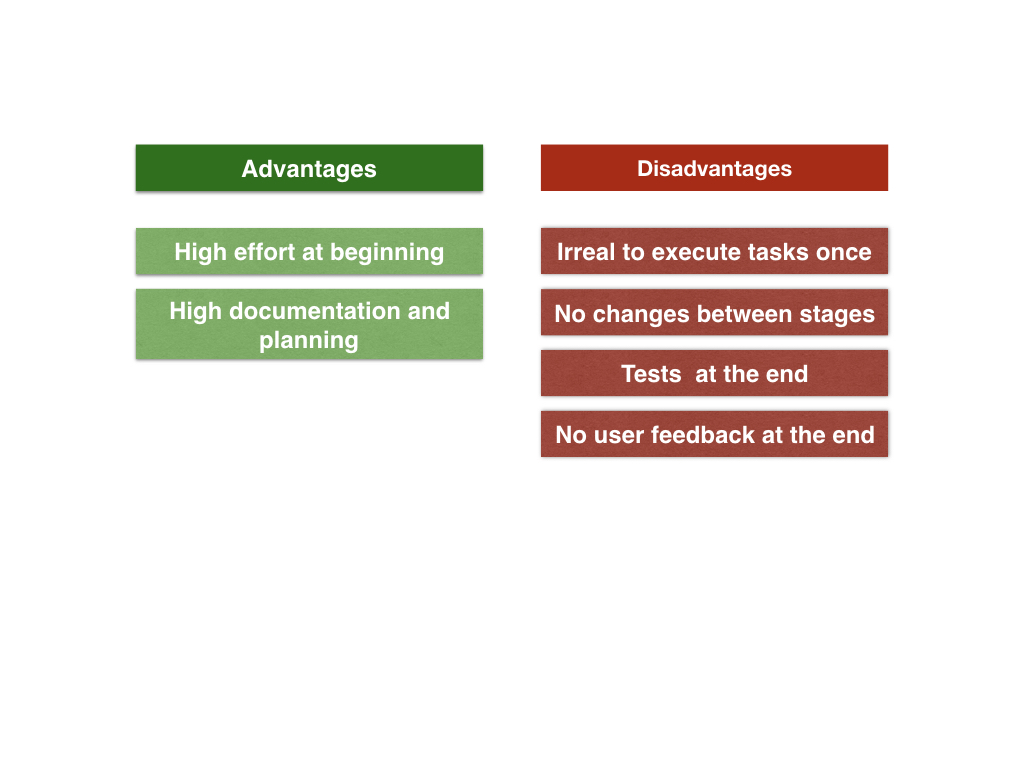 Advantages
High effort at beginning
High documentation and
planning
Disadvantages
Irreal to execute tasks once
No changes between stages
Tests  at the end
No user feedback at the end